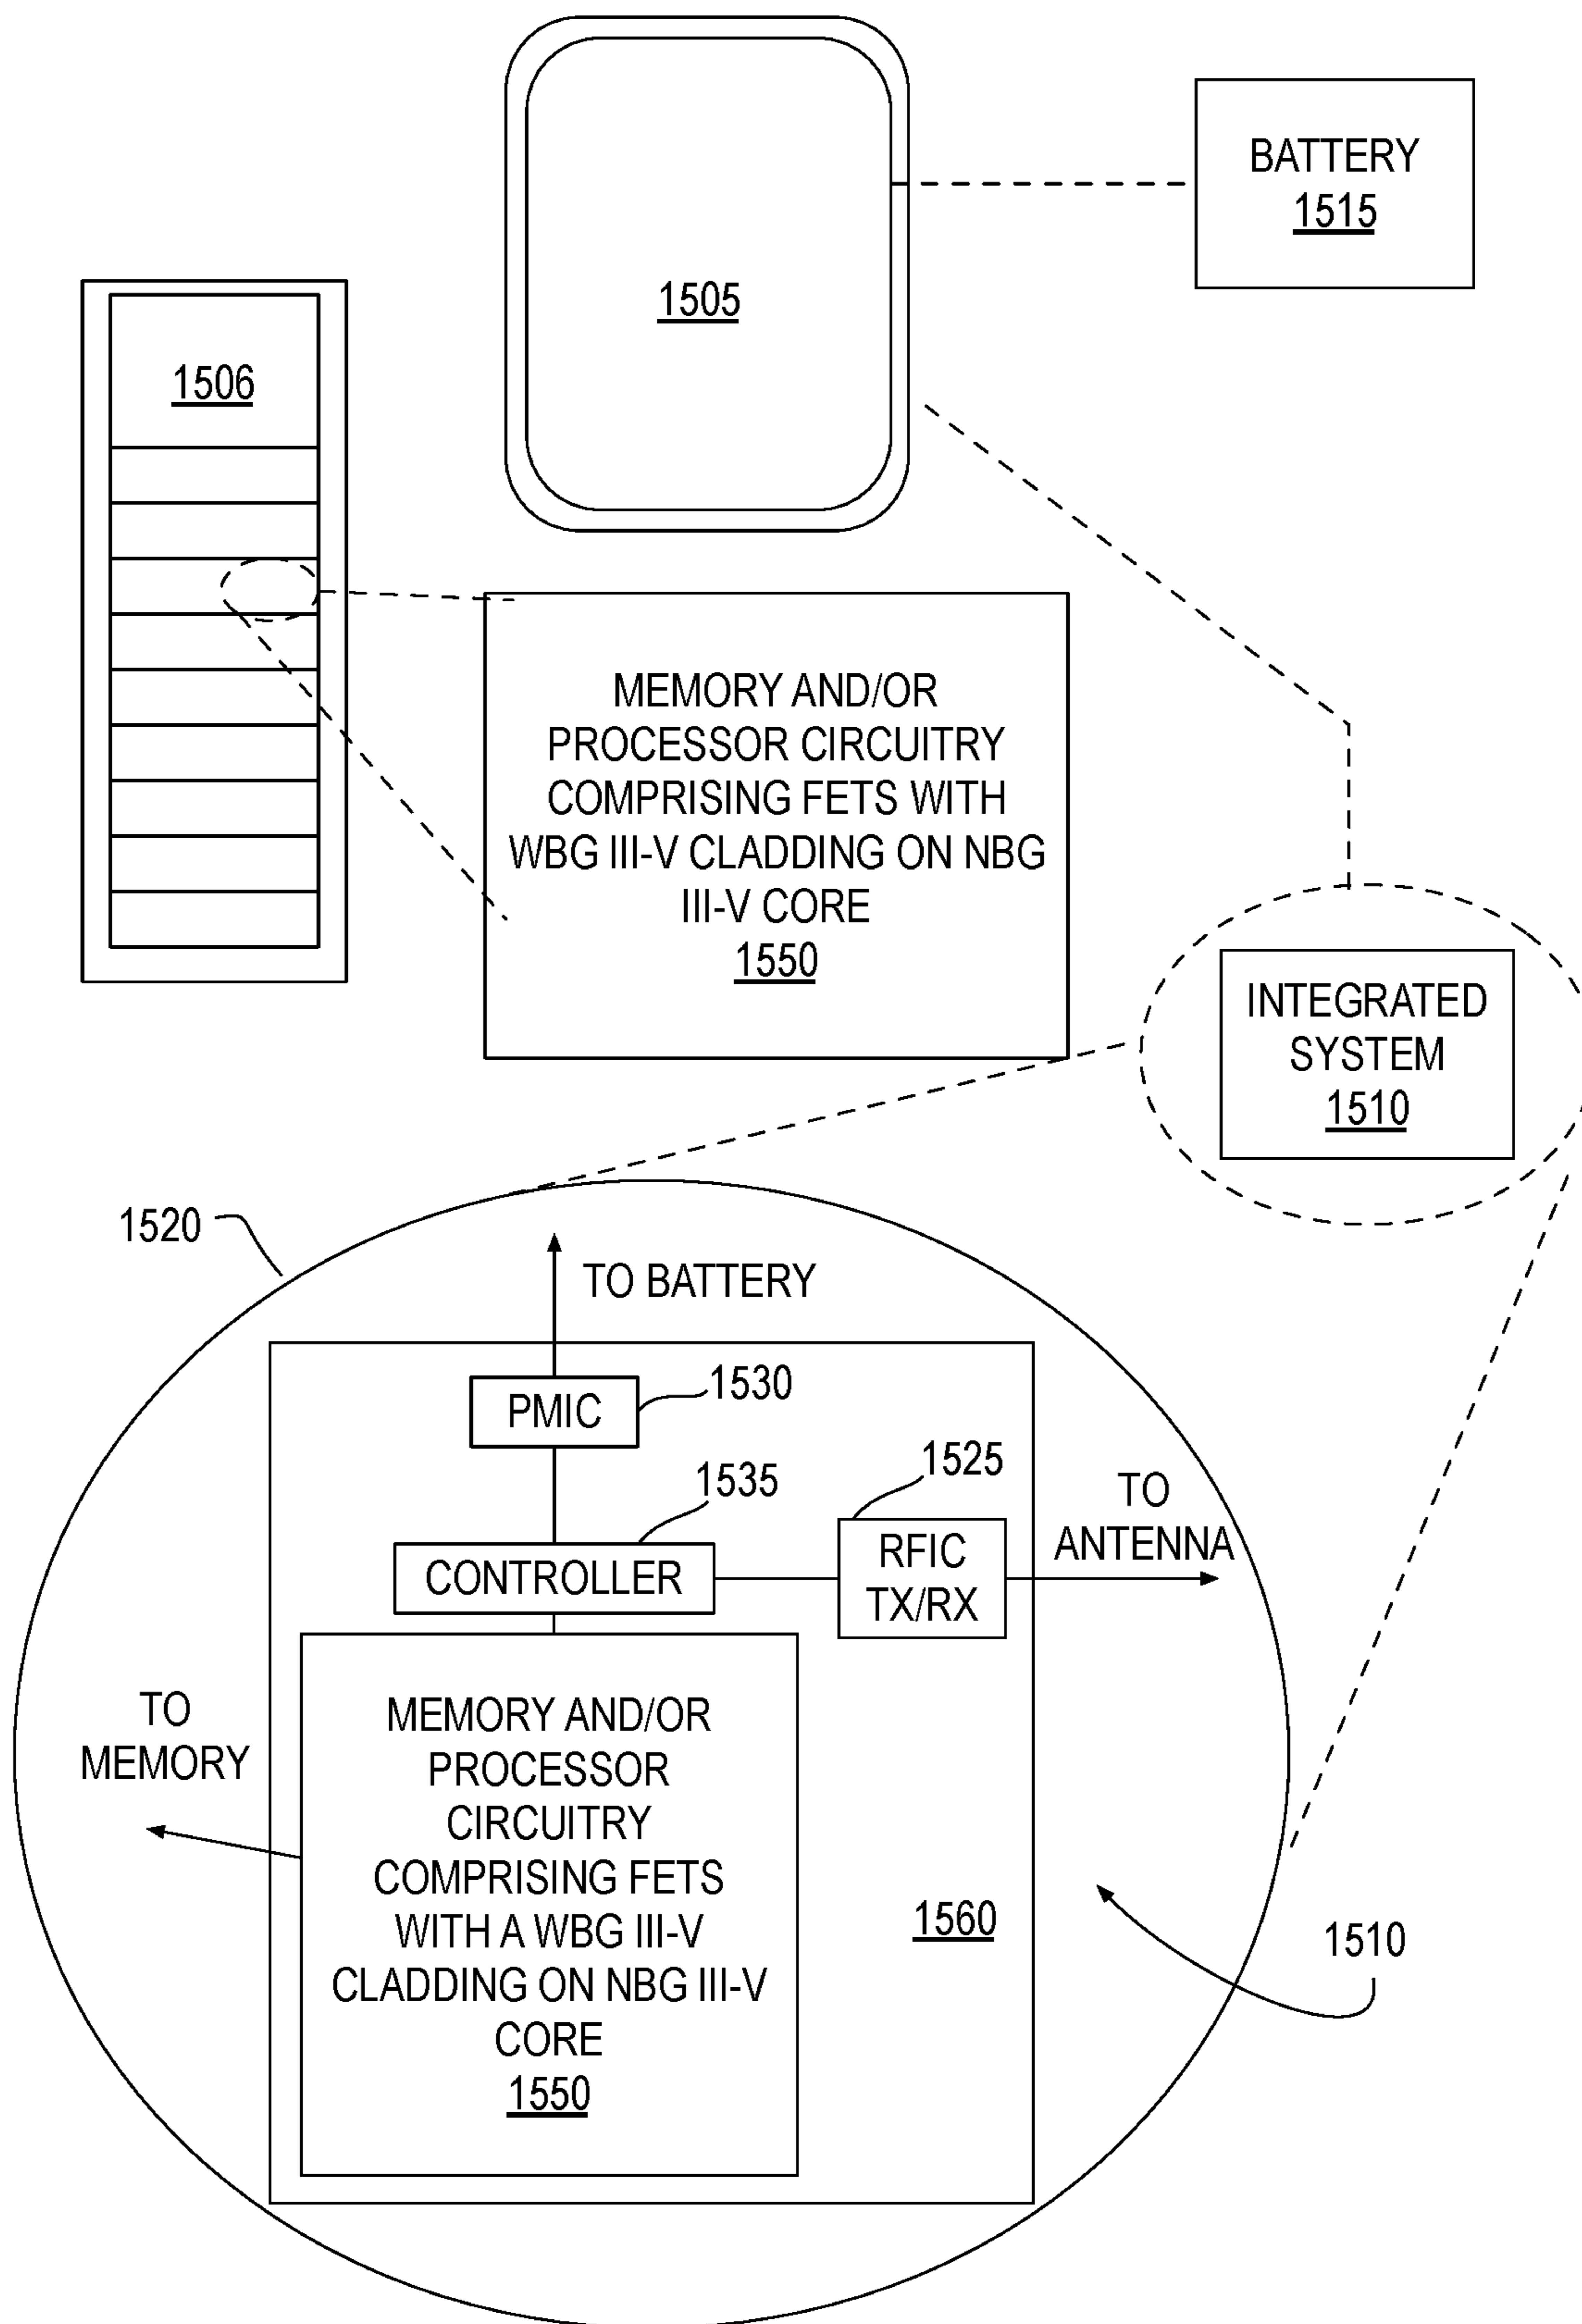 BATTERY
1515
1505
1506
MEMORY AND/OR
PROCESSOR CIRCUITRY
COMPRISING FETS WITH
WBG III-V CLADDING ON NBG
III-V CORE
1550
INTEGRATED
SYSTEM
1510
1520
TO BATTERY
PMIC
1530
1535
1525
TO
ANTENNA
CONTROLLER
RFIC
TX/RX
TO
MEMORY
MEMORY AND/OR
PROCESSOR
CIRCUITRY
COMPRISING FETS
WITH A WBG III-V
CLADDING ON NBG III-V
CORE
1550
1560
1510